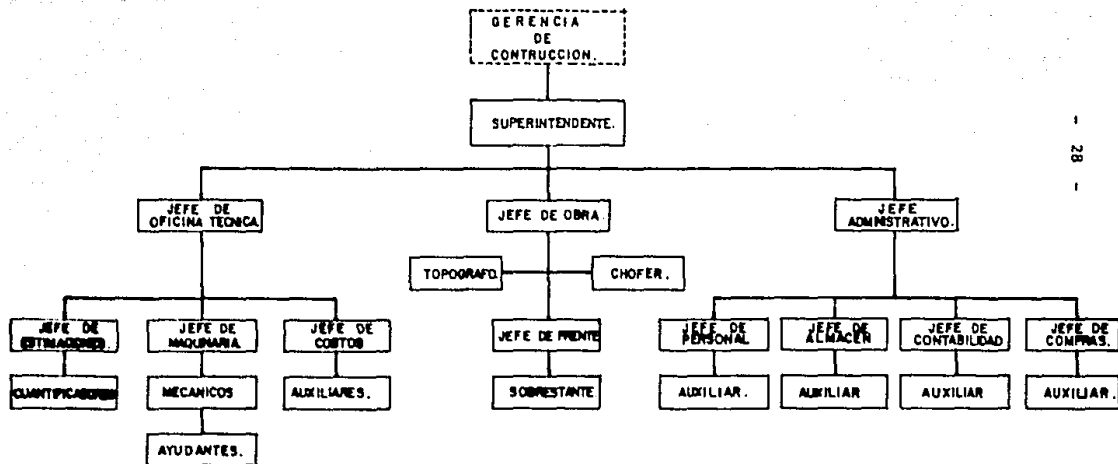 GERENCIA
DE
CONTRUCCION.
SUPERINTENDENTE.
- 28 -
JEFE DE
OFICINA TECNICA
JEFE DE OBRA.
JEFE
ADMINISTRATIVO.
TOPOGRAFO.
CHOFER.
JEFE DE
ESTIMACIONES.
JEFE DE
MAQUINARIA.
JEFE DE
COSTOS
JEFE DE FRENTE
JEFE DE
PERSONAL
JEFE DE
ALMACEN
JEFE DE
CONTABILIDAD
JEFE DE
COMPRAS.
CUANTIFICADORES
MECANICOS
AUXILIARES.
SOBRESTANTE
AUXILIAR.
AUXILIAR
AUXILIAR
AUXILIAR.
AYUDANTES.